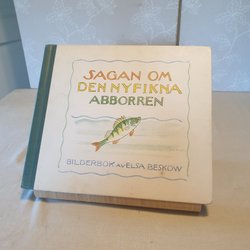 SAGAN OM
DEN NYFIKNA
ABBORREN
BILDERBOK AV ELSA BESKOW